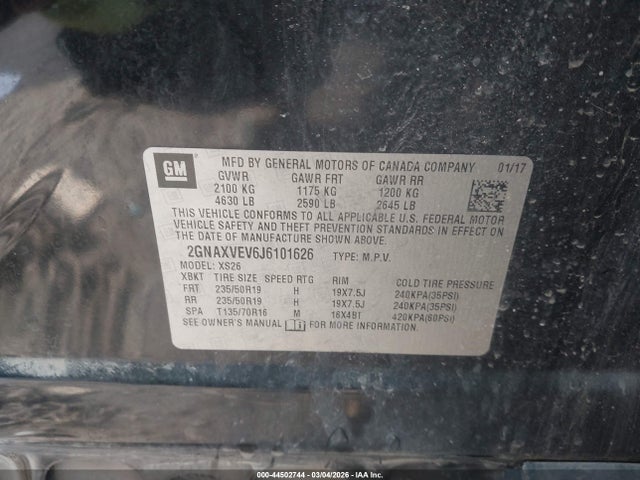 GM MFD BY GENERAL MOTORS OF CANADA COMPANY 01/17
GVWR GAWR FRT GAWR RR
2100 KG 1175 KG 1200 KG
4630 LB 2590 LB 2645 LB
THIS VEHICLE CONFORMS TO ALL APPLICABLE U.S. FEDERAL MOTOR
VEHICLE SAFETY AND THEFT PREVENTION STANDARDS IN EFFECT
ON THE DATE OF MANUFACTURE SHOWN ABOVE.
2GNAXVEV6J6101626 TYPE: M.P.V.
MODEL: XS26
XBKT TIRE SIZE SPEED RTG RIM COLD TIRE PRESSURE
FRT 235/50R19 H 19X7.5J 240KPA(35PSI)
RR 235/50R19 H 19X7.5J 240KPA(35PSI)
SPA T135/70R16 M 16X4BT 420KPA(60PSI)
SEE OWNER'S MANUAL FOR MORE INFORMATION.
000-44502744 - 03/04/2026 - IAAI.CA